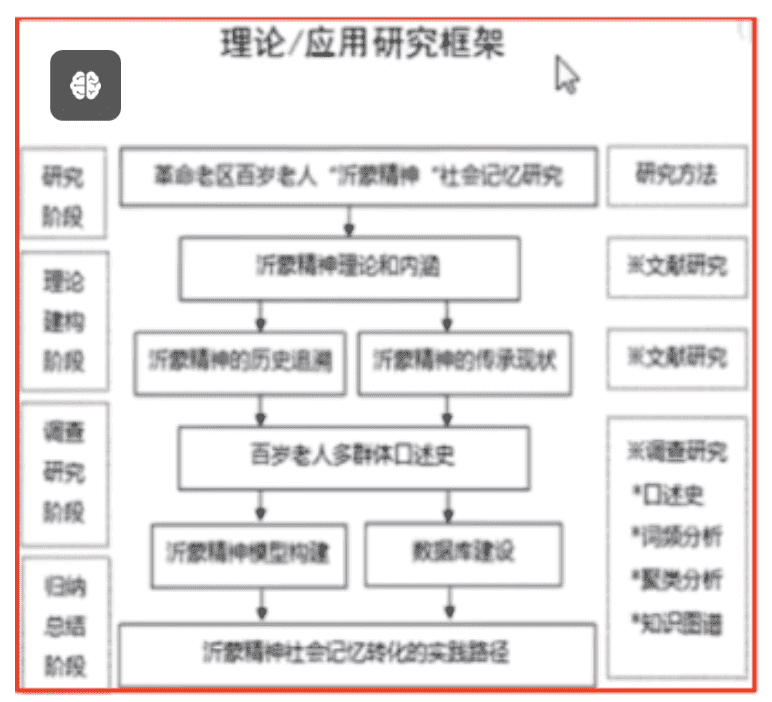 理论/应用研究框架
研究
阶段
革命老区百岁老人“沂蒙精神“社会记忆研究
研究方法
理论
建构
阶段
沂蒙精神理论和内涵
※文献研究
沂蒙精神的历史追溯
沂蒙精神的传承现状
※文献研究
调查
研究
阶段
百岁老人多群体口述史
沂蒙精神模型构建
数据库建设
※调查研究
*口述史
*词频分析
*聚类分析
*知识图谱
归纳
总结
阶段
沂蒙精神社会记忆转化的实践路径